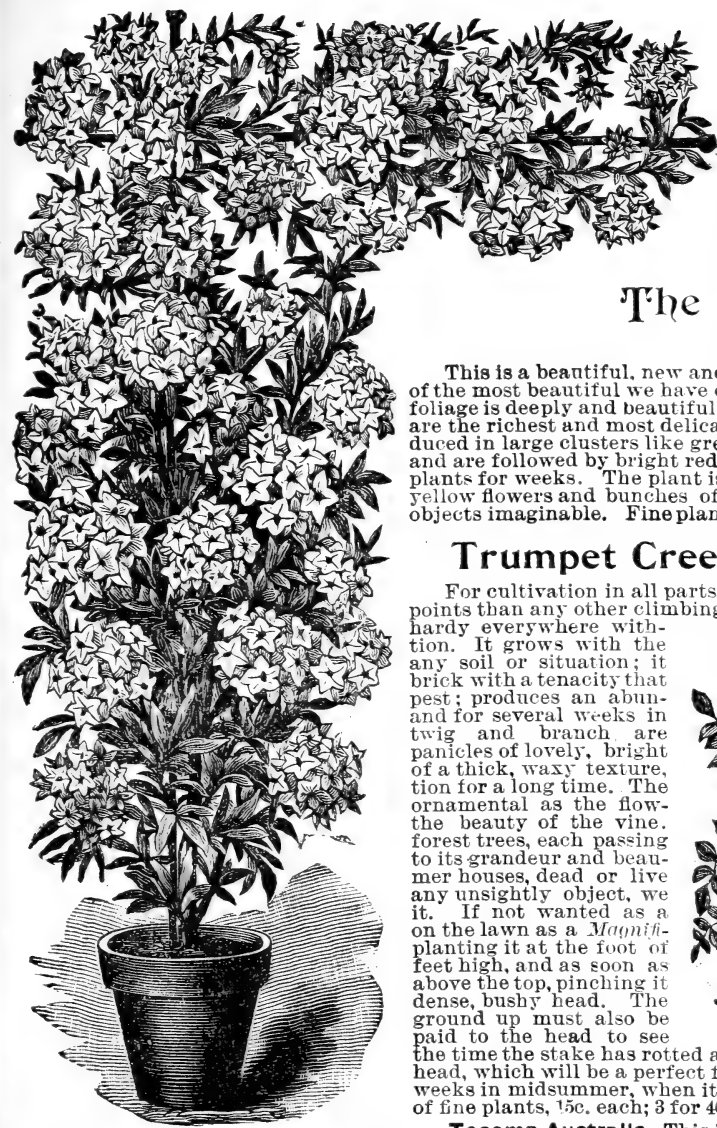 The
This is a beautiful, new and
of the most beautiful we have
foliage is deeply and beautiful
are the richest and most delica
duced in large clusters like gre
and are followed by bright red
plants for weeks. The plant is
yellow flowers and bunches of
objects imaginable. Fine plan
Trumpet Cree
For cultivation in all parts
points than any other climbing
hardy everywhere with-
tion. It grows with the
any soil or situation; it
brick with a tenacity that
pest; produces an abun-
and for several weeks in
twig and branch are
panicles of lovely, bright
of a thick, waxy texture,
tion for a long time. The
ornamental as the flow-
the beauty of the vine.
forest trees, each passing
to its grandeur and beau-
mer houses, dead or live
any unsightly object, we
it. If not wanted as a
on the lawn as a Magnifi-
planting it at the foot of
feet high, and as soon as
above the top, pinching it
dense, bushy head. The
ground up must also be
paid to the head to see
the time the stake has rotted a
head, which will be a perfect f
weeks in midsummer, when it
of fine plants, 15c. each; 3 for 4